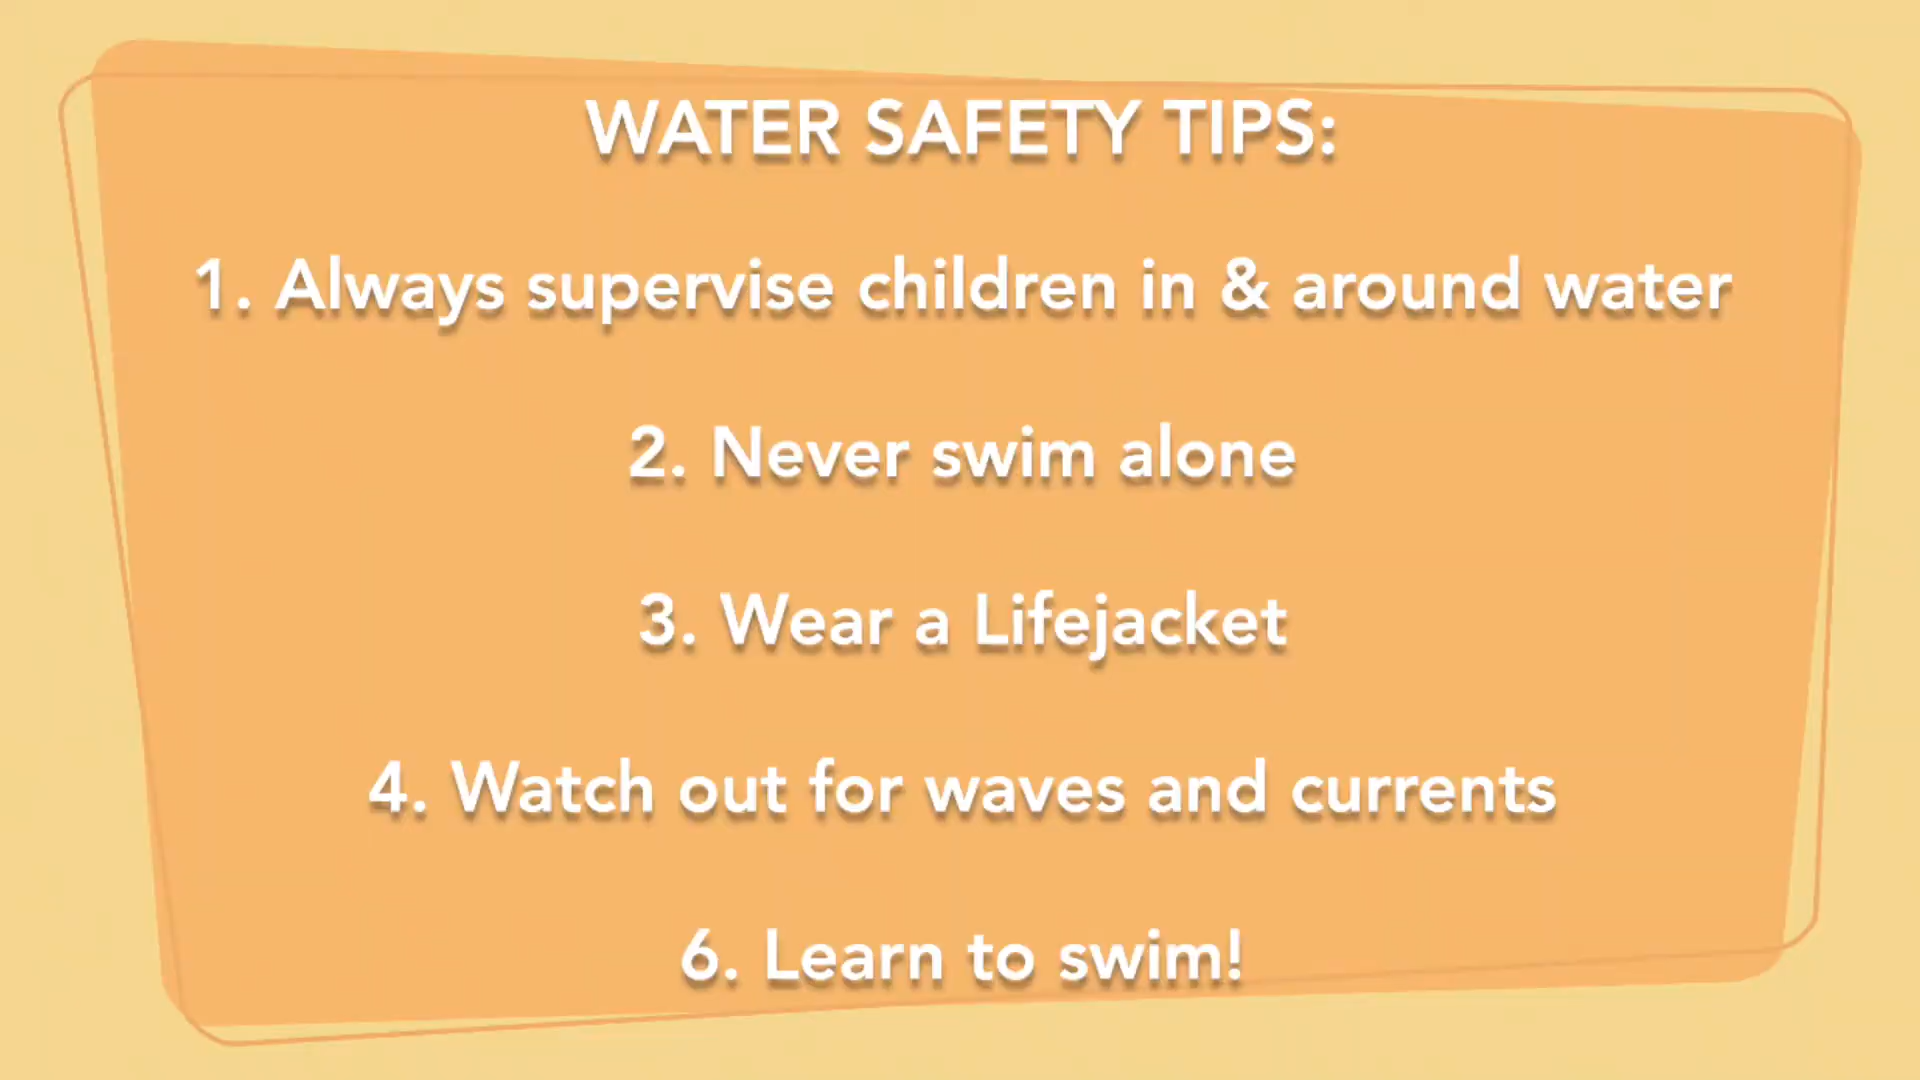 WATER SAFETY TIPS:
1. Always supervise children in & around water
2. Never swim alone
3. Wear a Lifejacket
4. Watch out for waves and currents
6. Learn to swim!